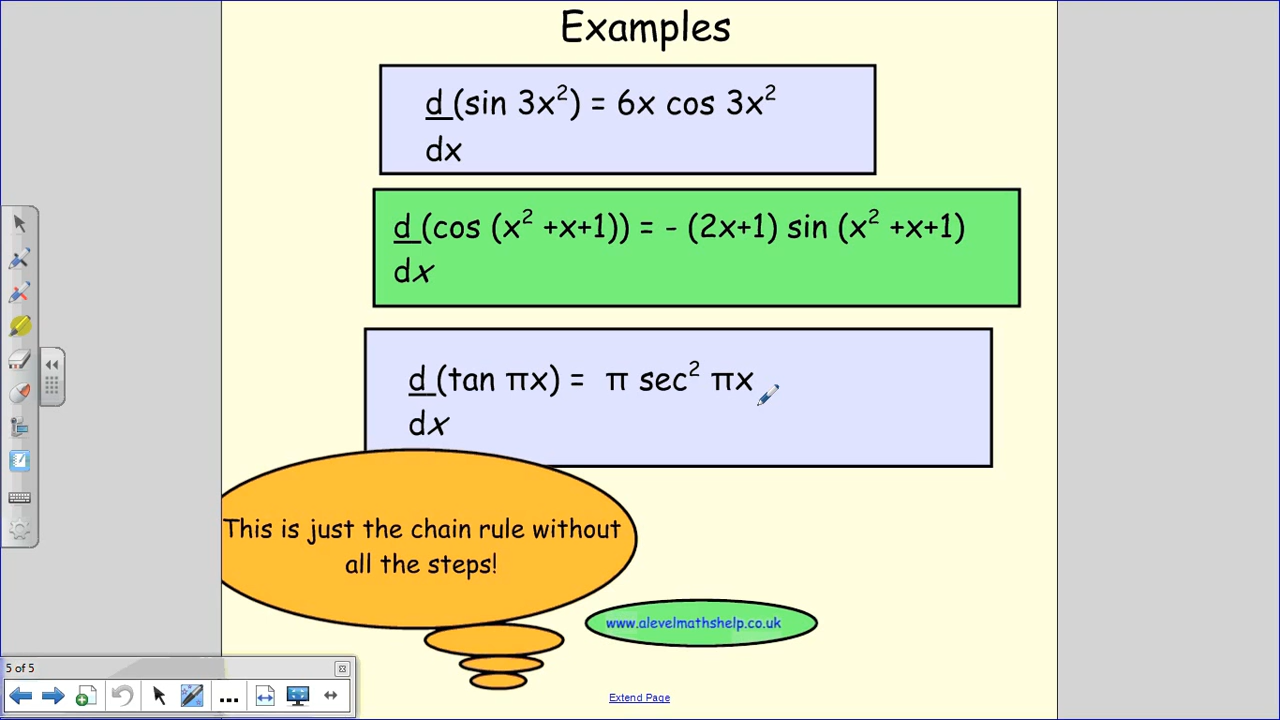 Examples
d (sin 3x²) = 6x cos 3x²
dx
d (cos (x² +x+1)) = - (2x+1) sin (x² +x+1)
dx
d (tan πx) = π sec² πx
dx
This is just the chain rule without
all the steps!
www.alevelmathshelp.co.uk
5 of 5
...
Extend Page